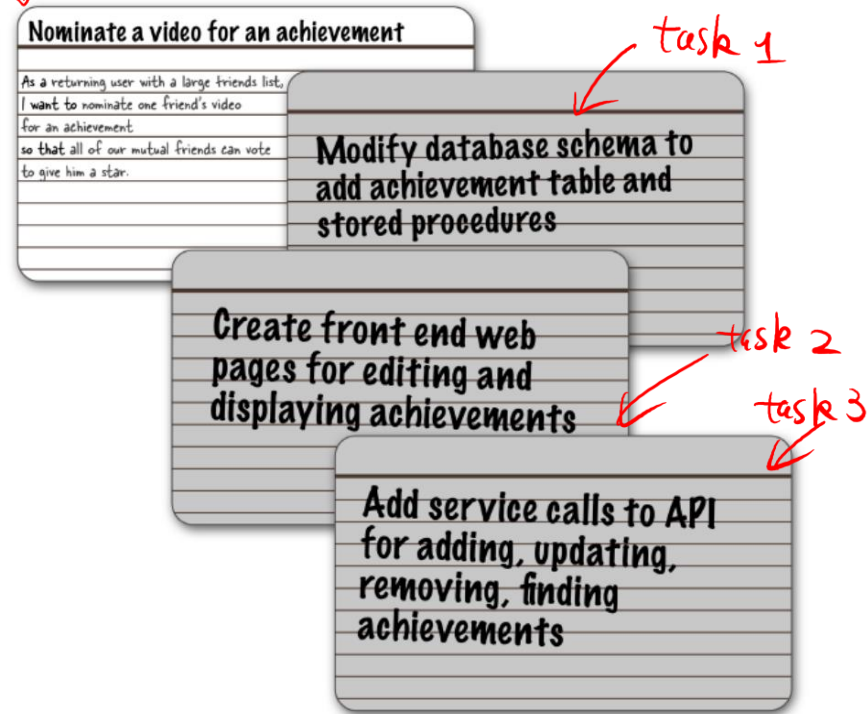 Nominate a video for an achievement
As a returning user with a large friends list,
I want to nominate one friend's video
for an achievement
so that all of our mutual friends can vote
to give him a star.
task 1
Modify database schema to
add achievement table and
stored procedures
task 2
Create front end web
pages for editing and
displaying achievements
task 3
Add service calls to API
for adding, updating,
removing, finding
achievements